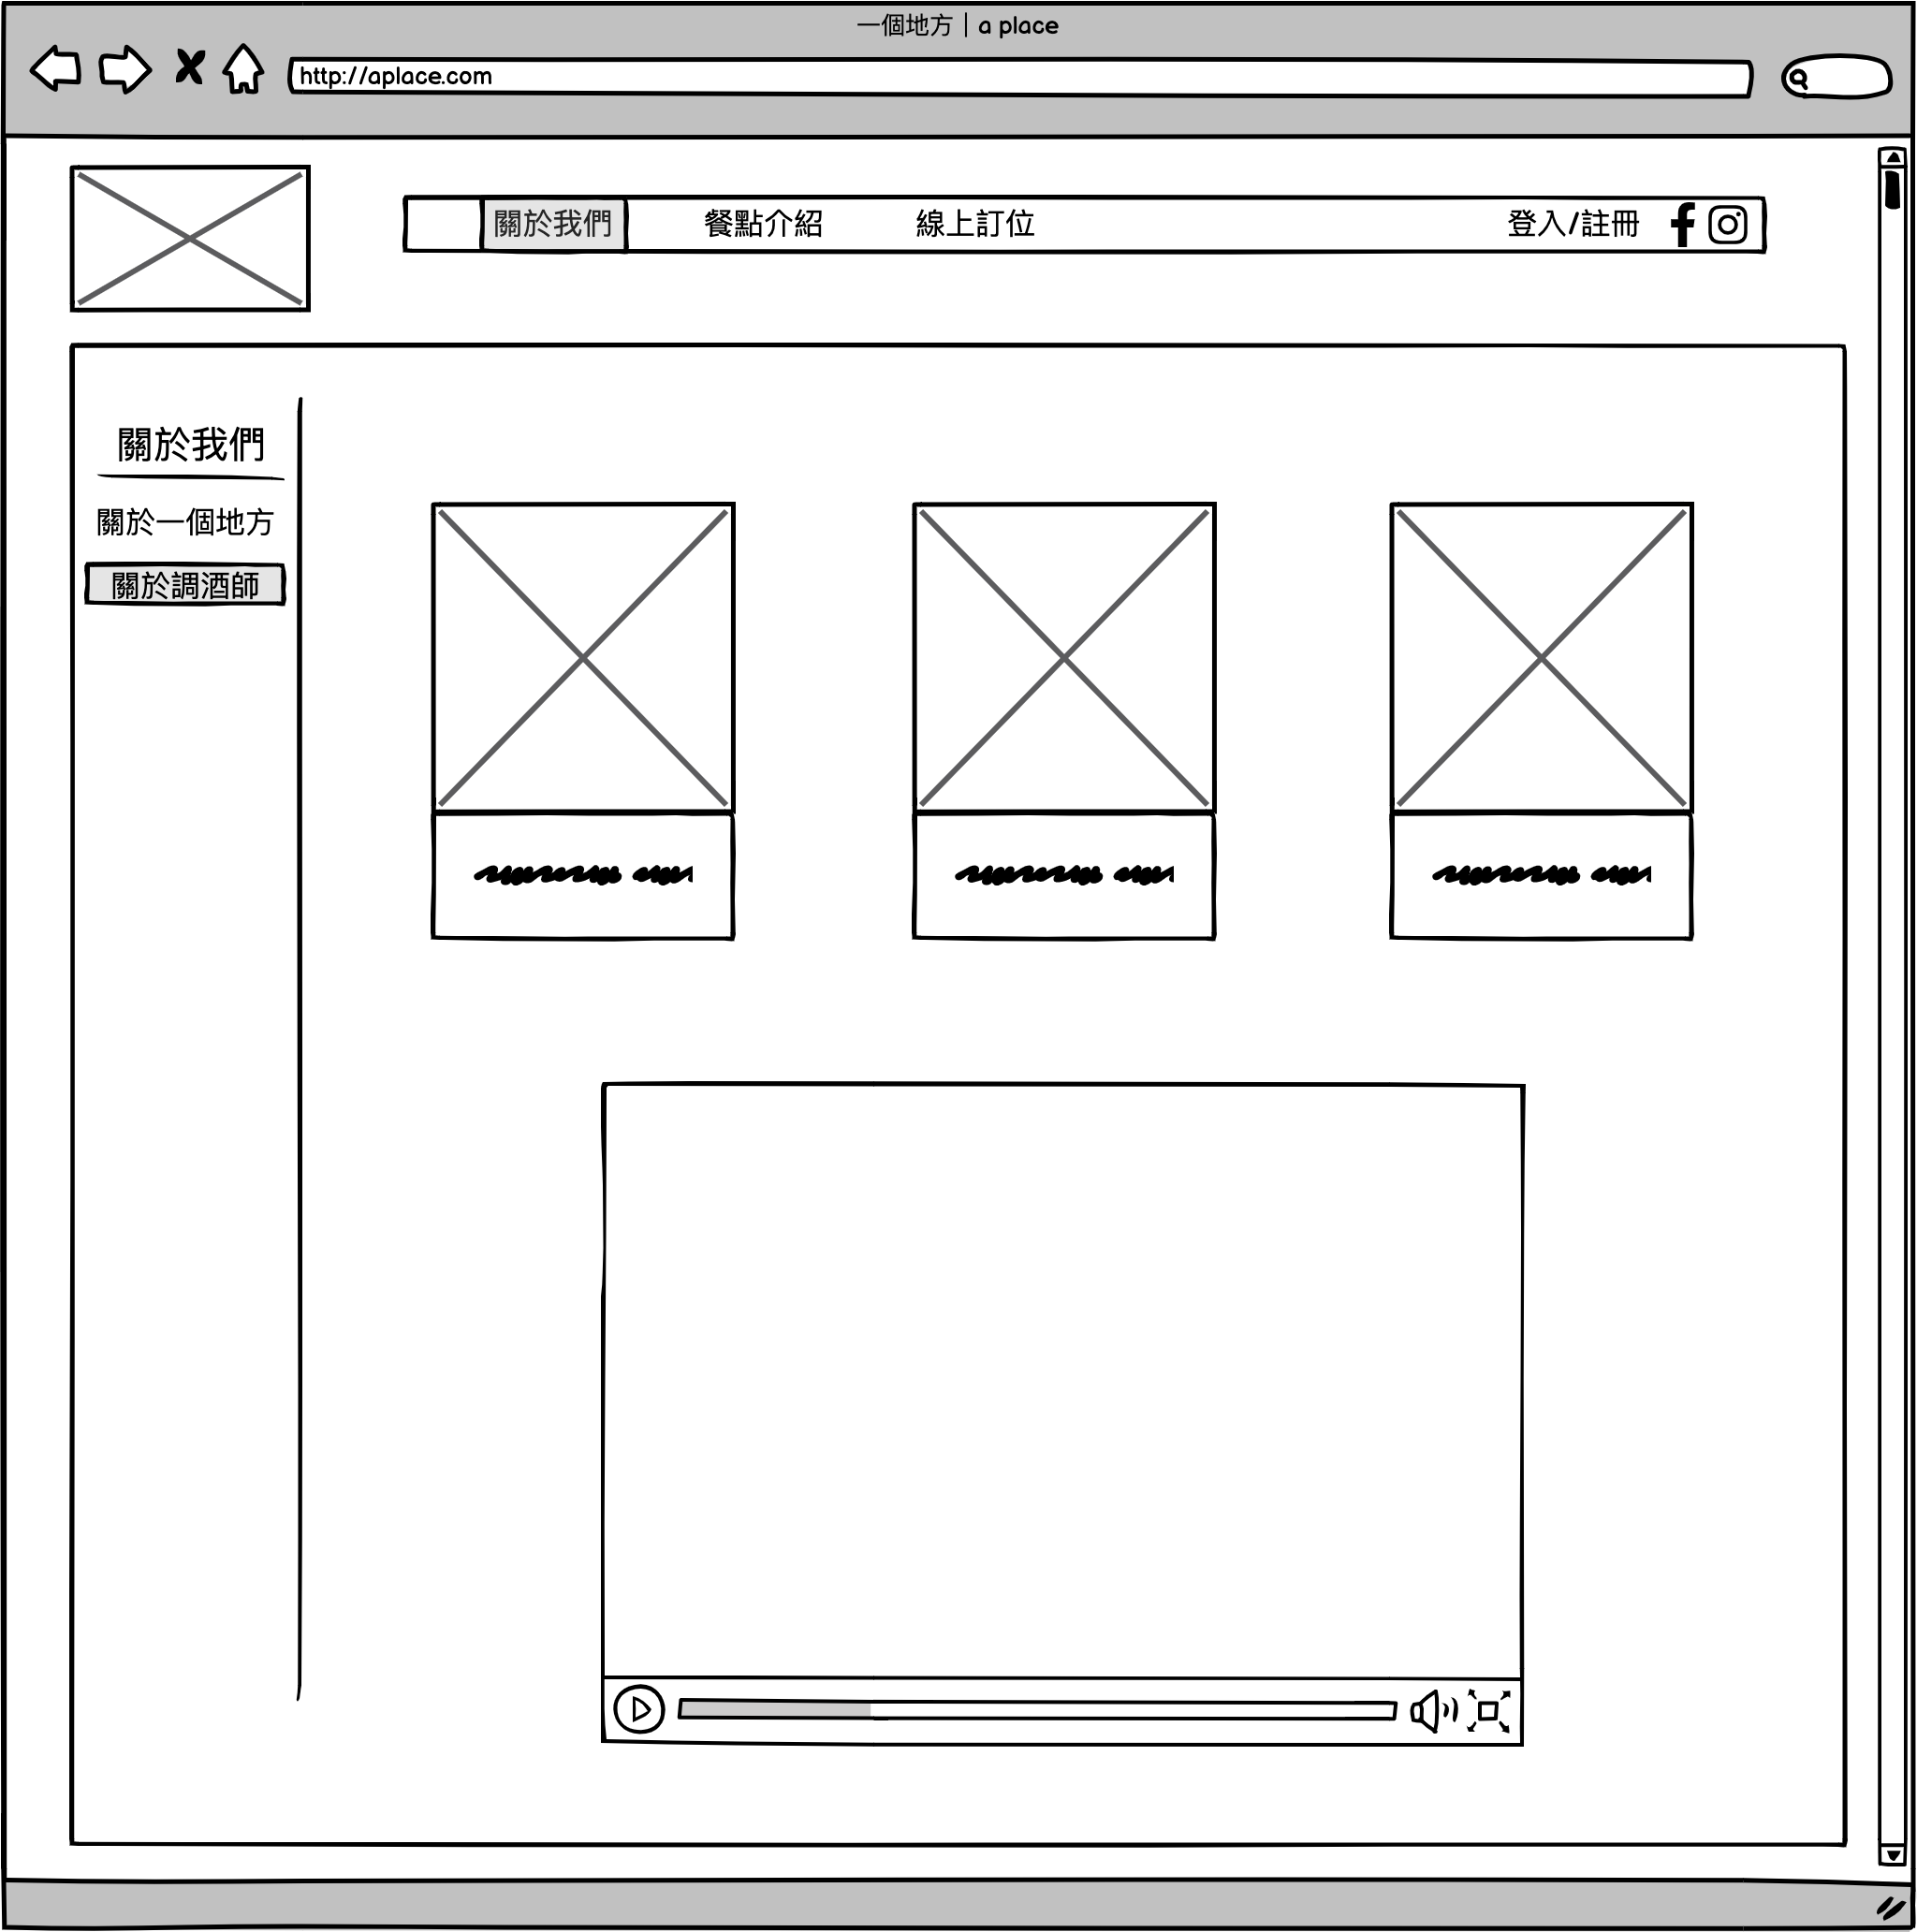 一個地方 | a place
http://aplace.com
關於我們 餐點介紹 線上訂位 登入/註冊
關於我們
關於一個地方
關於調酒師